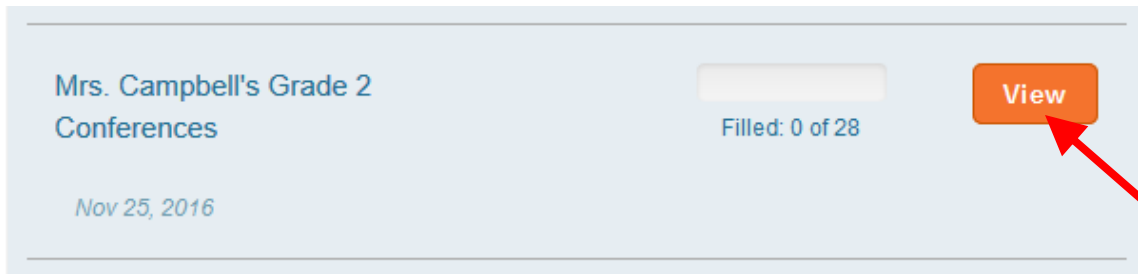 Mrs. Campbell's Grade 2
Conferences
Filled: 0 of 28
View
Nov 25, 2016